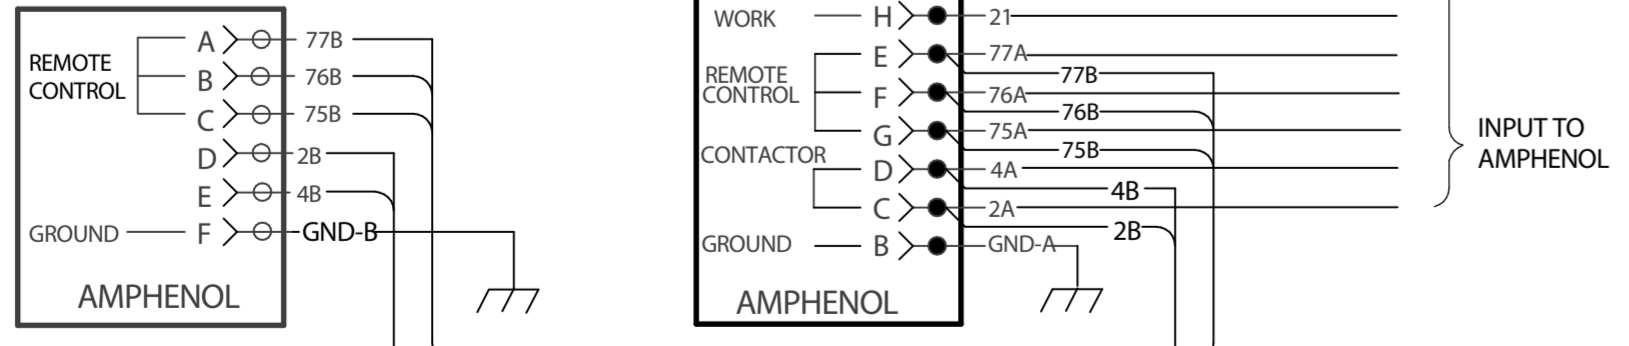 REMOTE
CONTROL
A 77B
B 76B
C 75B
D 2B
E 4B
GROUND F GND-B
AMPHENOL
WORK H 21
REMOTE
CONTROL
E 77A
77B
F 76A
76B
G 75A
75B
CONTACTOR
D 4A
4B
C 2A
2B
GROUND B GND-A
AMPHENOL
INPUT TO
AMPHENOL